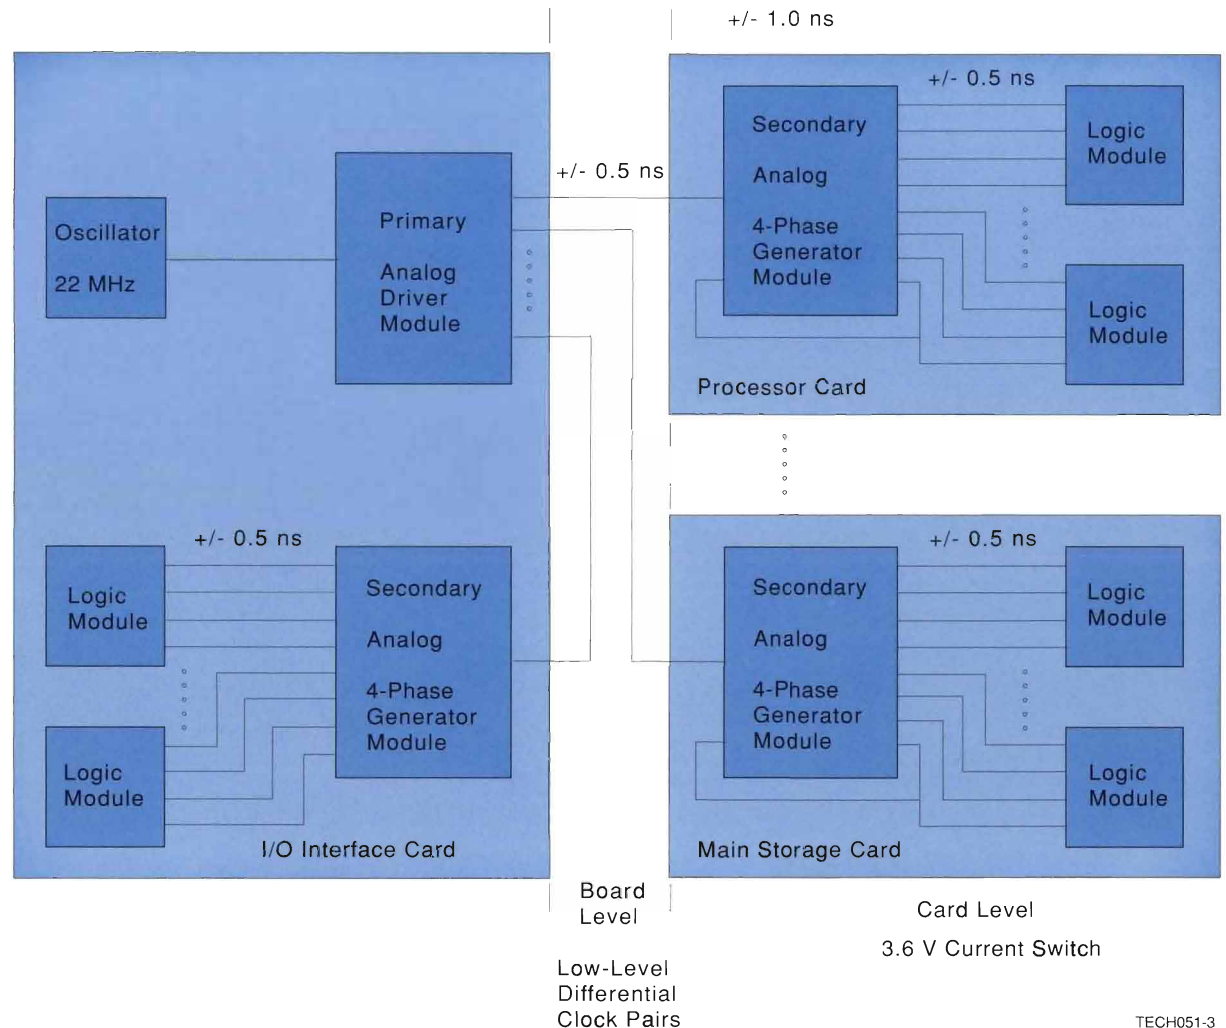 +/- 1.0 ns
Oscillator
22 MHz
Primary
Analog
Driver
Module
+/- 0.5 ns
+/- 0.5 ns
Secondary
Analog
4-Phase
Generator
Module
Logic
Module
Logic
Module
Processor Card
+/- 0.5 ns
Logic
Module
Logic
Module
Secondary
Analog
4-Phase
Generator
Module
I/O Interface Card
+/- 0.5 ns
Secondary
Analog
4-Phase
Generator
Module
Logic
Module
Logic
Module
Main Storage Card
Board
Level
Low-Level
Differential
Clock Pairs
Card Level
3.6 V Current Switch
TECH051-3